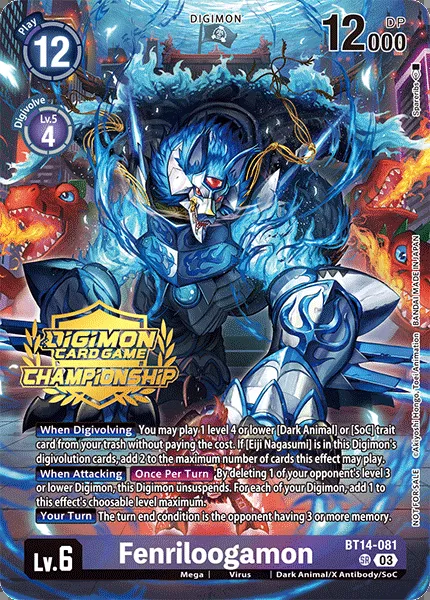 Play
12
DIGIMON
12000
DP
Digivolve
Lv.5
4
DIGIMON
CARD GAME
CHAMPIONSHIP
When Digivolving You may play 1 level 4 or lower [Dark Animal] or [SoC] trait
card from your trash without paying the cost. If [Eiji Nagasumi] is in this Digimon's
digivolution cards, add 2 to the maximum number of cards this effect may play.
When Attacking Once Per Turn By deleting 1 of your opponent's level 3
or lower Digimon, this Digimon unsuspends. For each of your Digimon, add 1 to
this effect's choosable level maximum.
Your Turn The turn end condition is the opponent having 3 or more memory.
Lv.6
Fenriloogamon
BT14-081
SR 03
Mega | Virus | Dark Animal/X Antibody/SoC
NOT FOR SALE ©Akiyoshi Hongo, Toei Animation BANDAI MADE IN JAPAN